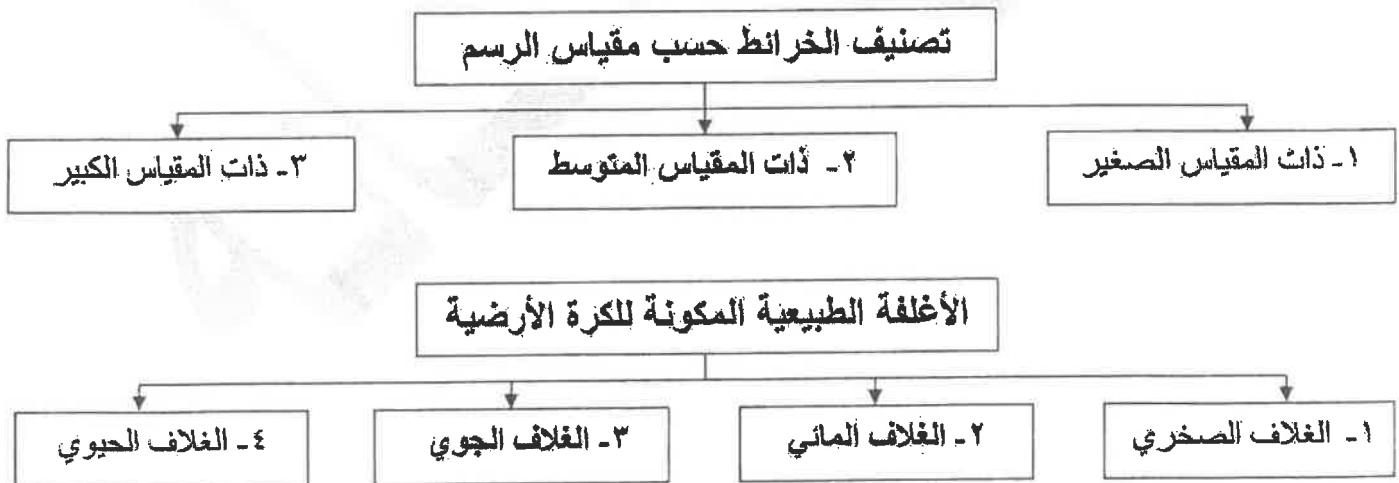 تصنيف الخرائط حسب مقياس الرسم
١- ذات المقياس الصغير
٢- ذات المقياس المتوسط
٣- ذات المقياس الكبير
الأغلفة الطبيعية المكونة للكرة الأرضية
١- الغلاف الصخري
٢- الغلاف المائي
٣- الغلاف الجوي
٤- الغلاف الحيوي